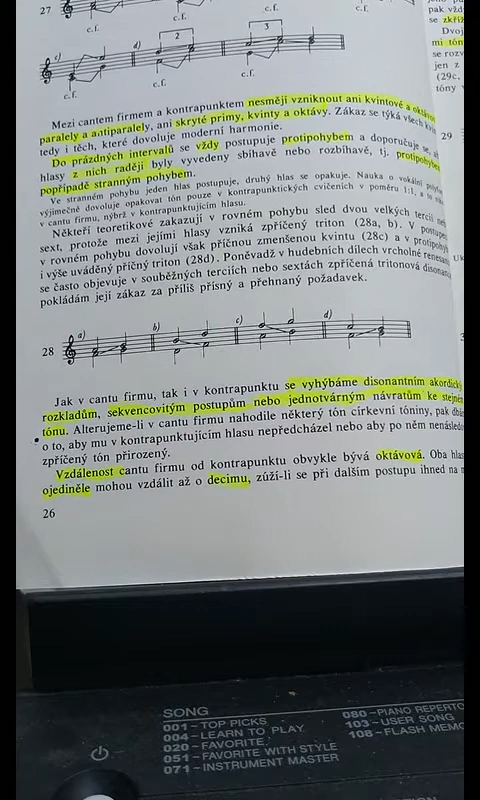 27
c.f.
c.f.
c)
d)
2
3
c.f.
c.f.
c.f.
Mezi cantem firmem a kontrapunktem nesmějí vzniknout ani kvintové a oktávové
paralely a antiparalely, ani skryté primy, kvinty a oktávy. Zákaz se týká všech
tedy i těch, které dovoluje moderní harmonie.
Do prázdných intervalů se vždy postupuje protipohybem a doporučuje se,
hlasy z nich raději byly vyvedeny sbíhavě nebo rozbíhavě, tj. protipohybem
popřípadě stranným pohybem.
Ve stranném pohybu jeden hlas postupuje, druhý hlas se opakuje. Nauka o vokální
výjimečně dovoluje opakovat tón pouze v kontrapunktických cvičeních v poměru 1:1, a to
v cantu firmu, nýbrž v kontrapunktujícím hlasu.
Někteří teoretikové zakazují v rovném pohybu sled dvou velkých tercií
sext, protože mezi jejími hlasy vzniká zpříčený triton (28a, b). V
v rovném pohybu dovolují však příčnou zmenšenou kvintu (28c) a v
i výše uváděný příčný triton (28d). Poněvadž v hudebních dílech vrcholné
se často objevuje v souběžných terciích nebo sextách zpříčená tritonová
pokládám její zákaz za příliš přísný a přehnaný požadavek.
28
a)
b)
c)
d)
Jak v cantu firmu, tak i v kontrapunktu se vyhýbáme disonantním
rozkladům, sekvencovitým postupům nebo jednotvárným návratům ke
tónu. Alterujeme-li v cantu firmu nahodile některý tón církevní tóniny, pak
o to, aby mu v kontrapunktujícím hlasu nepředcházel nebo aby po něm
zpříčený tón přirozený.
Vzdálenost cantu firmu od kontrapunktu obvykle bývá oktávová. Oba
ojediněle mohou vzdálit až o decimu, zúží-li se při dalším postupu ihned na
26
pak
se
Dvoj
mi tón
se
jen z
(29c,
tóny
29
SONG
001–TOP PICKS
004–LEARN TO PLAY
020–FAVORITE
051–FAVORITE WITH STYLE
071–INSTRUMENT MASTER
080–PIANO
103–USER SONG
108–FLASH